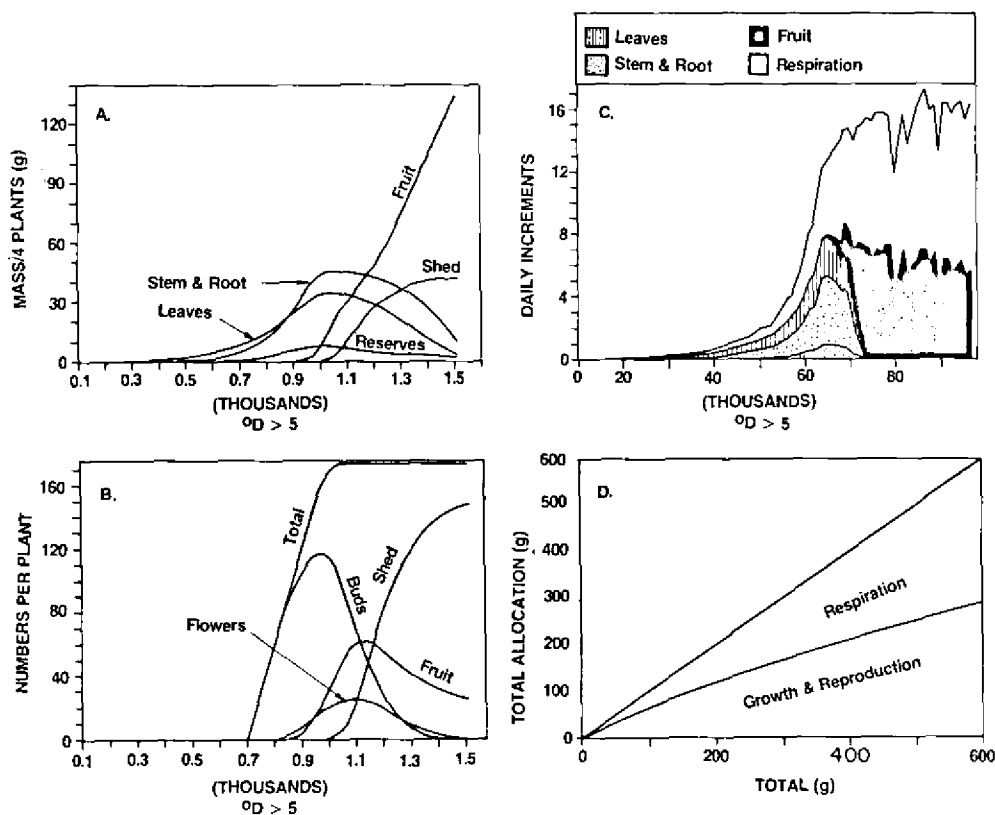 A.
MASS/4 PLANTS (g)
120
90
60
30
0
Fruit
Shed
Stem & Root
Leaves
Reserves
0.1 0.3 0.5 0.7 0.9 1.1 1.3 1.5
(THOUSANDS)
ºD > 5
Leaves
Fruit
Stem & Root
Respiration
C.
DAILY INCREMENTS
16
12
8
4
0
0 20 40 60 80
(THOUSANDS)
ºD > 5
B.
NUMBERS PER PLANT
160
120
80
40
0
Total
Buds
Shed
Flowers
Fruit
0.1 0.3 0.5 0.7 0.9 1.1 1.3 1.5
(THOUSANDS)
ºD > 5
D.
TOTAL ALLOCATION (g)
600
500
400
300
200
100
0
Respiration
Growth & Reproduction
0 200 400 600
TOTAL (g)